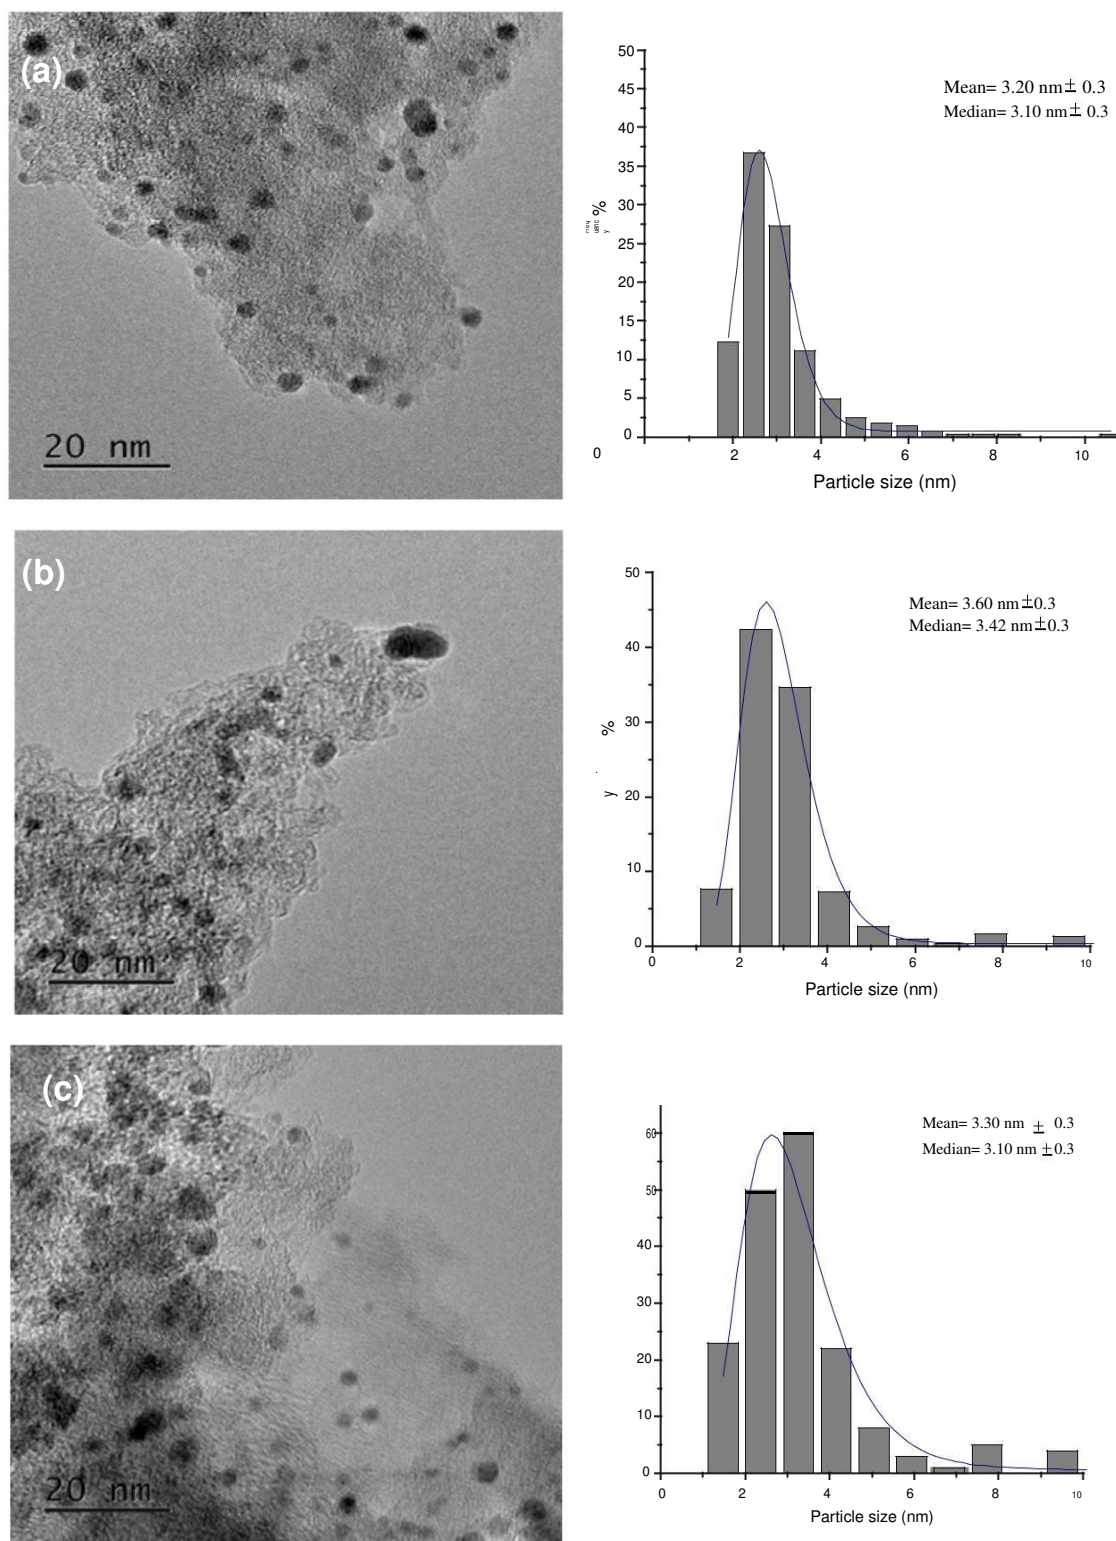 (a)
20 nm
50
45
40
35
30
25
20
15
10
5
0
%
y
Mean= 3.20 nm ± 0.3
Median= 3.10 nm ± 0.3
0
2
4
6
8
10
Particle size (nm)
(b)
20 nm
50
40
30
20
10
0
%
y
Mean= 3.60 nm ±0.3
Median= 3.42 nm ±0.3
0
2
4
6
8
10
Particle size (nm)
(c)
20 nm
60
50
40
30
20
10
0
Mean= 3.30 nm ± 0.3
Median= 3.10 nm ±0.3
0
2
4
6
8
10
Particle size (nm)